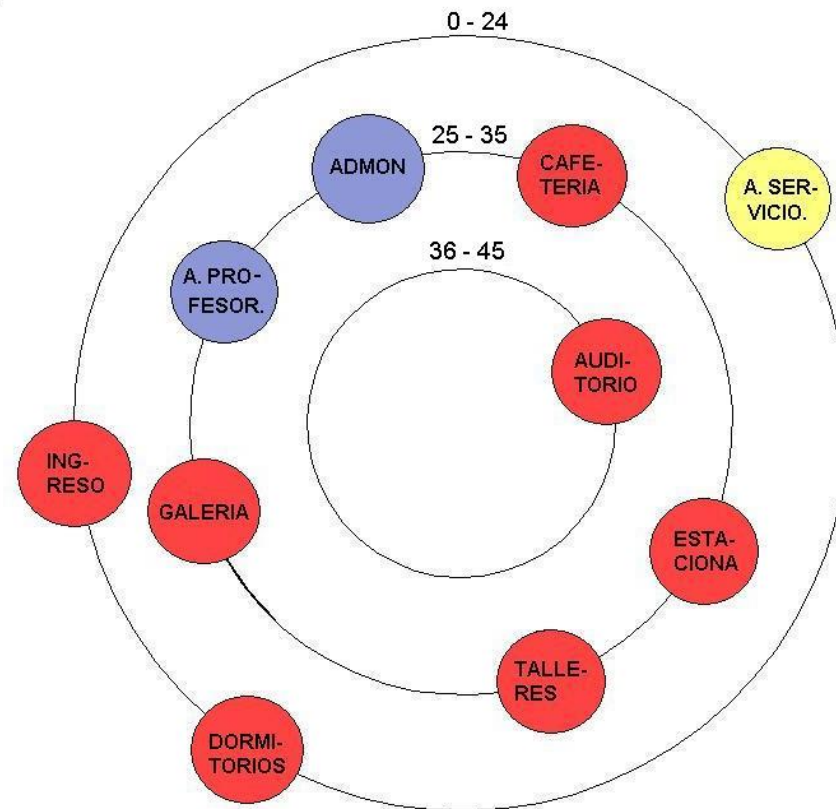 0 - 24
25 - 35
ADMON
CAFE-
TERIA
A. SER-
VICIO.
36 - 45
A. PRO-
FESOR.
AUDI-
TORIO
ING-
RESO
GALERIA
ESTA-
CIONA
TALLE-
RES
DORMI-
TORIOS